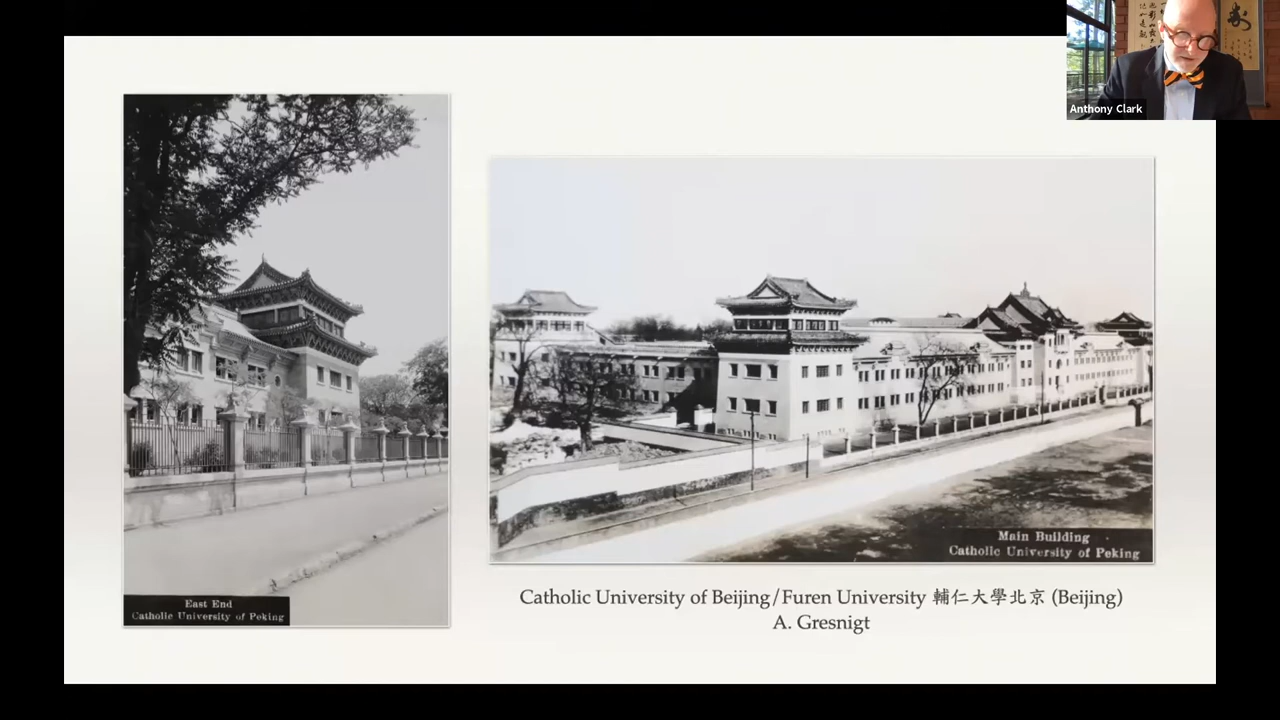 Anthony Clark
East End
Catholic University of Peking
Main Building
Catholic University of Peking
Catholic University of Beijing/Furen University 輔仁大學北京 (Beijing)
A. Gresnigt